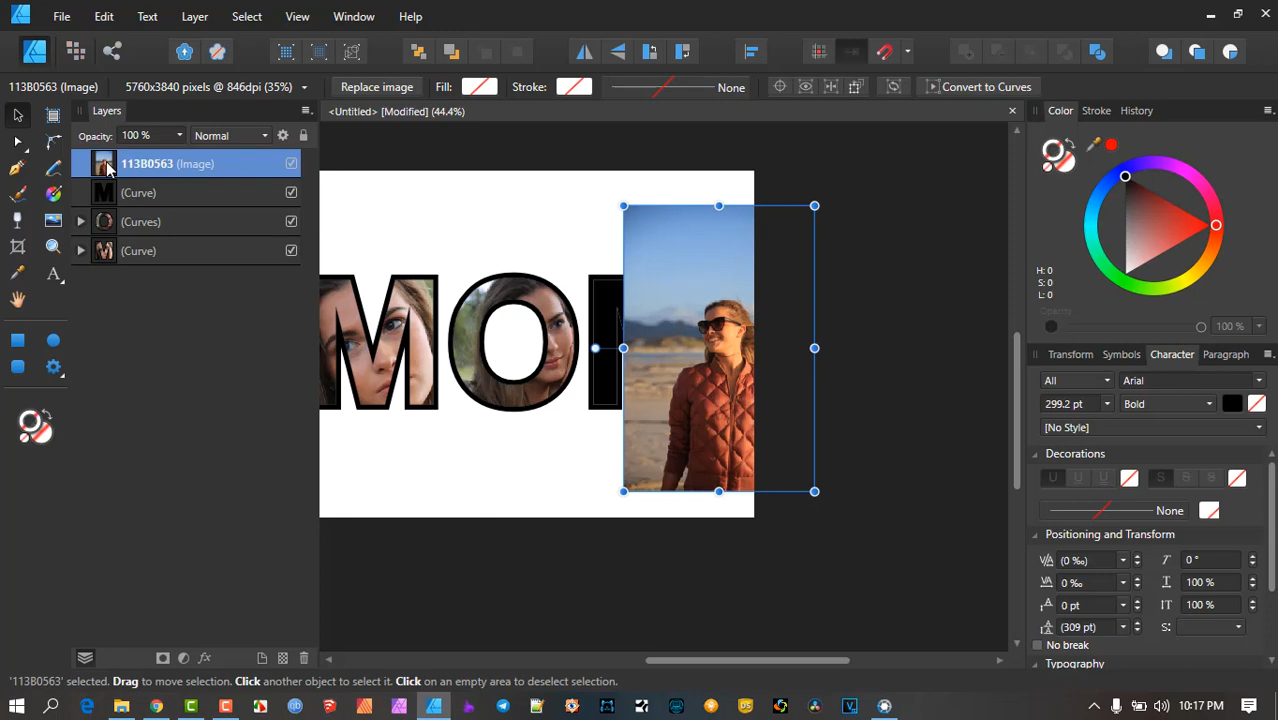 File Edit Text Layer Select View Window Help
113B0563 (Image) 5760x3840 pixels @ 846dpi (35%) Replace image Fill: Stroke: None Convert to Curves
Layers
<Untitled> [Modified] (44.4%)
Color Stroke History
Opacity: 100 % Normal
113B0563 (Image)
(Curve)
(Curves)
(Curve)
MO
H: 0
S: 0
L: 0
Opacity 100 %
Transform Symbols Character Paragraph
All Arial
299.2 pt Bold
[No Style]
Decorations
U U U S S S
None
Positioning and Transform
(0 ‰) 0 °
0 ‰ 100 %
0 pt 100 %
(309 pt) S:
No break
Typography
'113B0563' selected. Drag to move selection. Click another object to select it. Click on an empty area to deselect selection.
10:17 PM